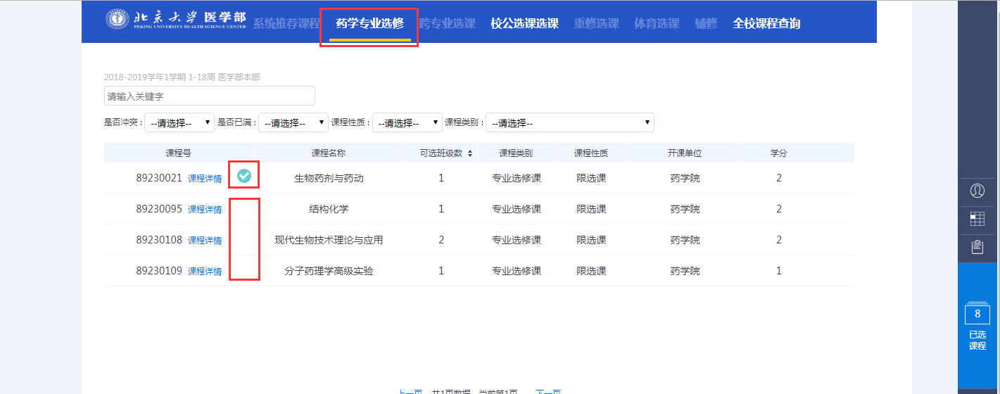 北京大学 医学部
PEKING UNIVERSITY HEALTH SCIENCE CENTER
系统推荐课程 药学专业选修 跨专业选课 校公选课选课 重修选课 体育选课 辅修 全校课程查询
2018-2019学年1学期 1-18周 医学部本部
请输入关键字
是否冲突 : --请选择-- 是否已满 : --请选择-- 课程性质 : --请选择-- 课程类别 : --请选择--
课程号 课程名称 可选班级数 课程类别 课程性质 开课单位 学分
89230021 课程详情 生物药剂与药动 1 专业选修课 限选课 药学院 2
89230095 课程详情 结构化学 1 专业选修课 限选课 药学院 2
89230108 课程详情 现代生物技术理论与应用 2 专业选修课 限选课 药学院 2
89230109 课程详情 分子药理学高级实验 1 专业选修课 限选课 药学院 1
上一页 共1页数据 当前第1页 下一页
8
已选
课程